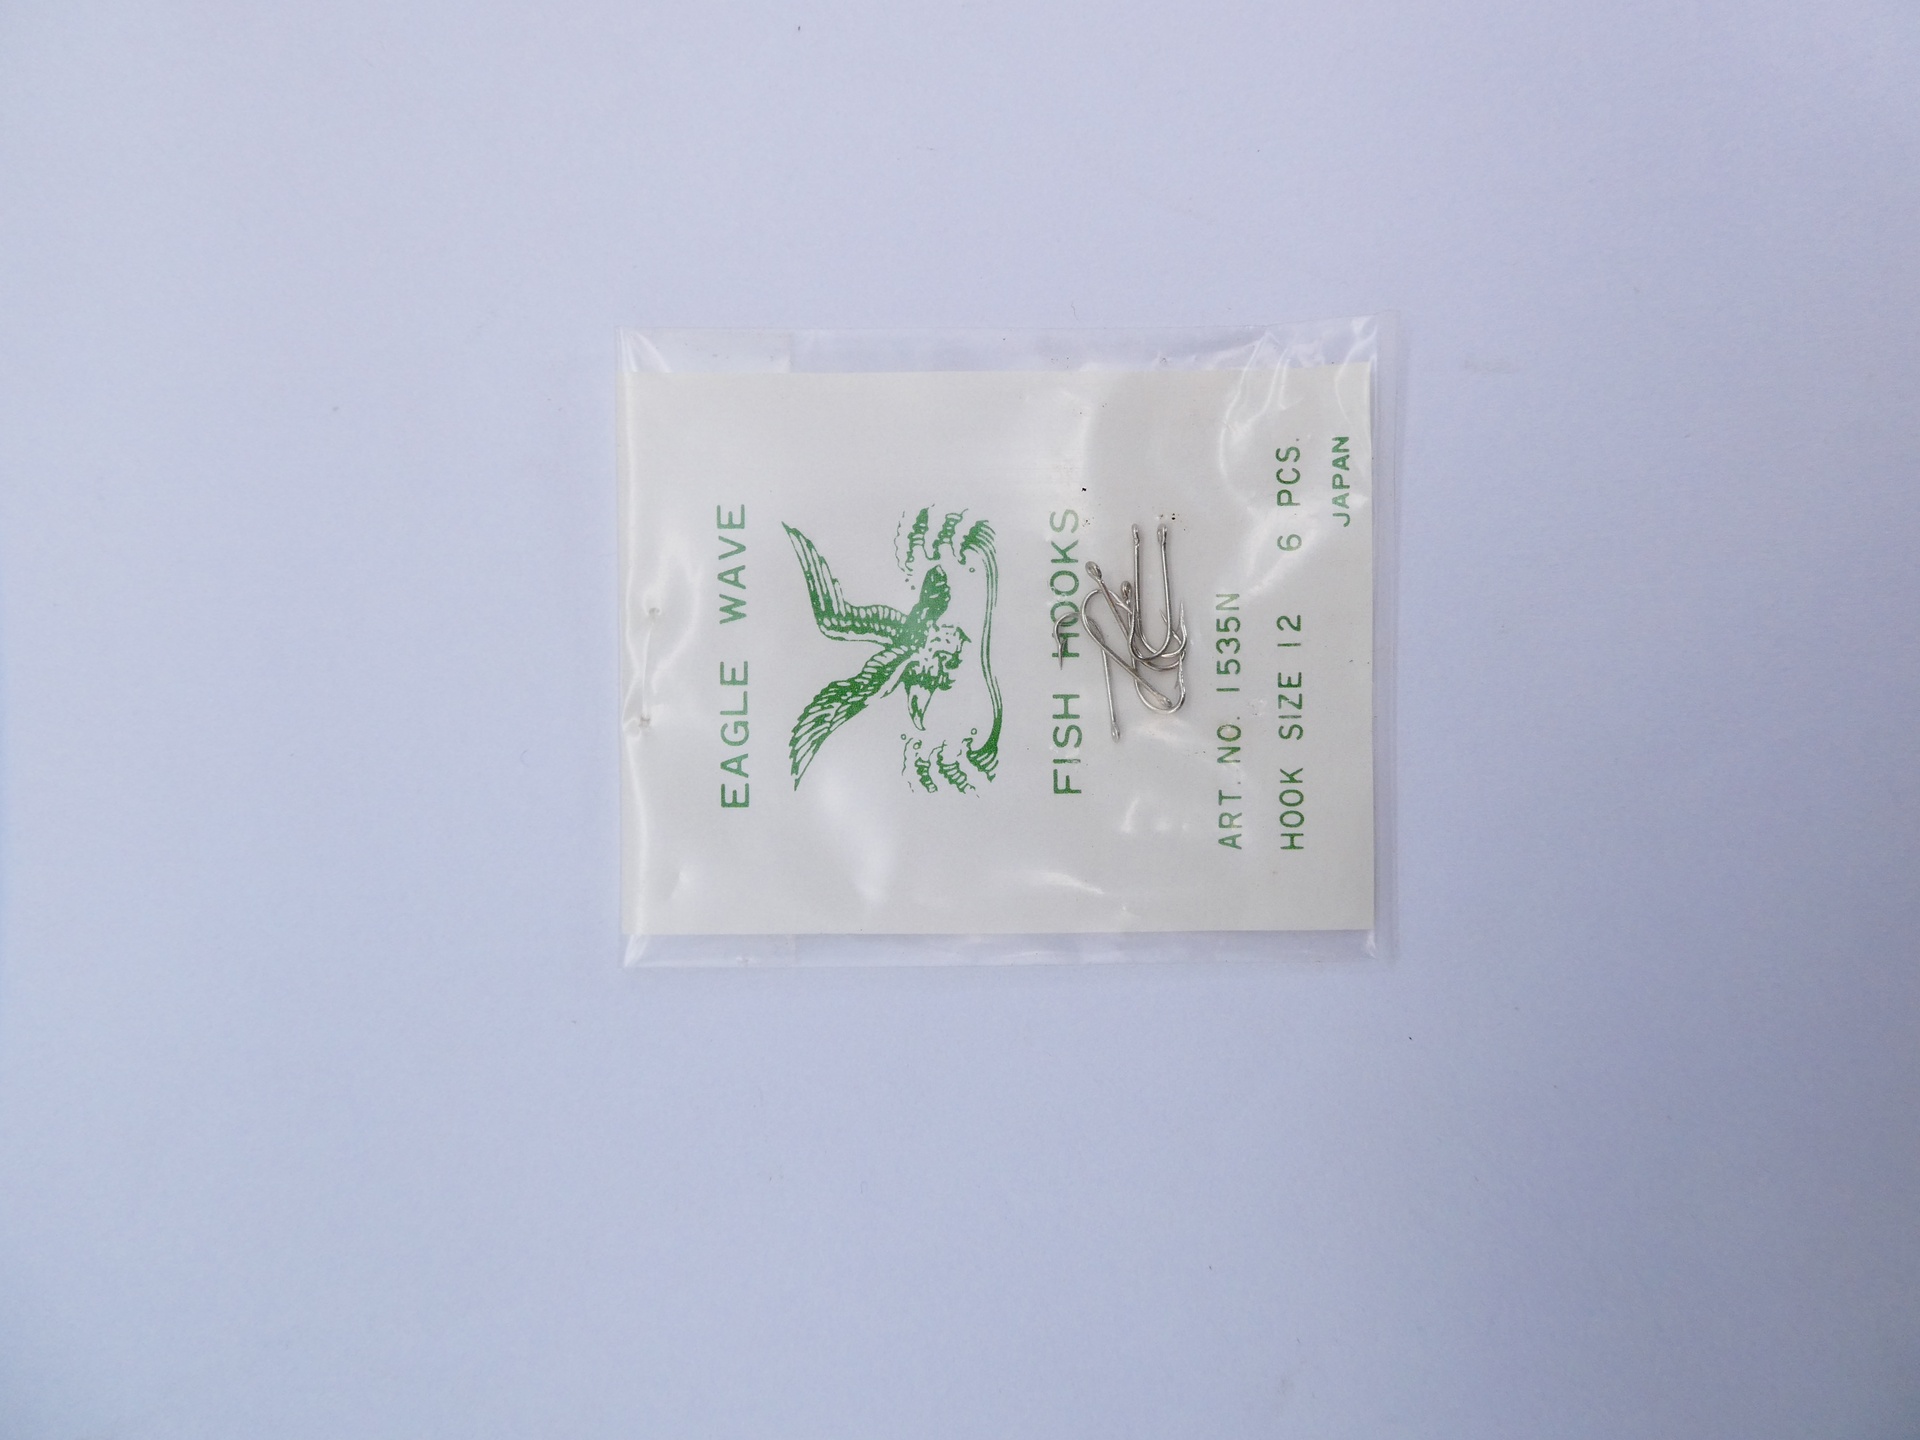 EAGLE WAVE
FISH HOOKS
ART. NO. 1535N
HOOK SIZE 12 6 PCS.
JAPAN